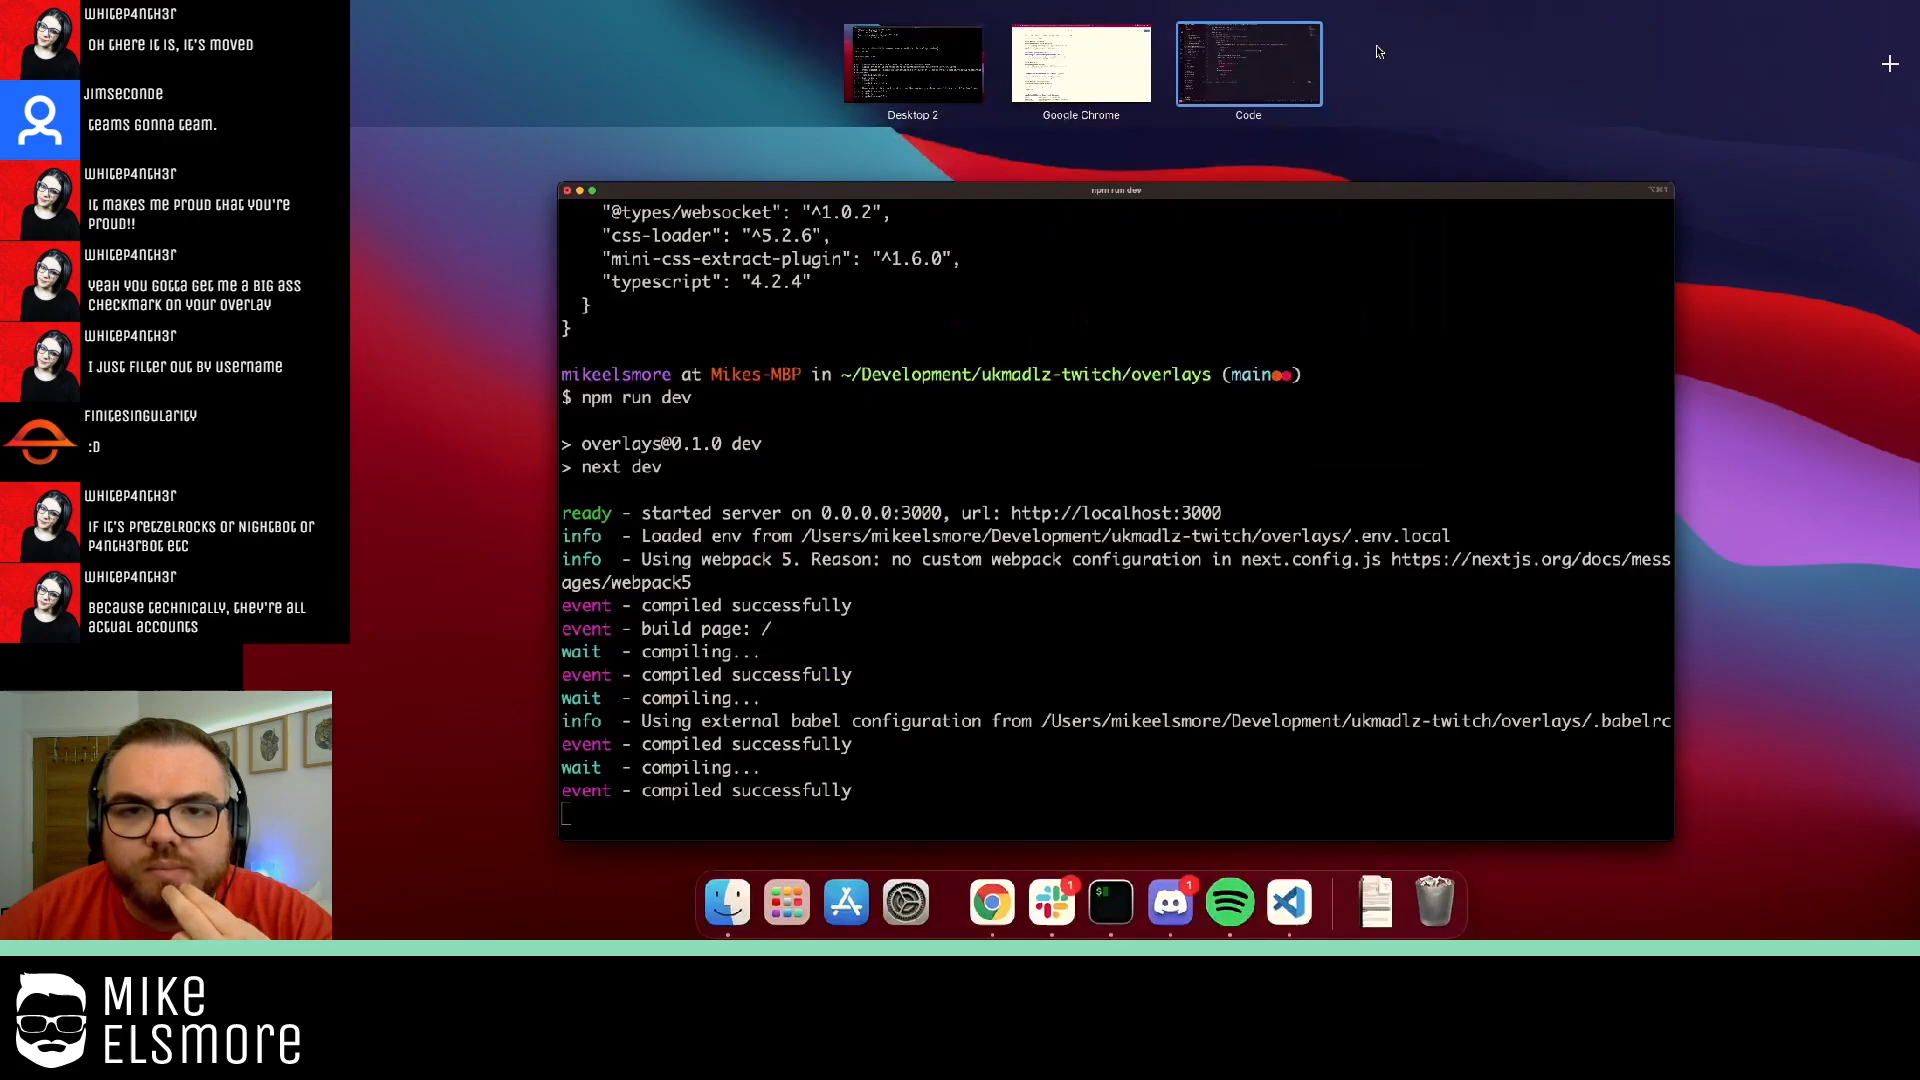 whitep4nth3r
Oh there it is, it's moved
jimseconde
teams gonna team.
whitep4nth3r
It makes me proud that you're
proud!!
whitep4nth3r
Yeah you gotta get me a big ass
checkmark on your overlay
whitep4nth3r
I just filter out by username
finitesingularity
:D
whitep4nth3r
If it's pretzelrocks or nightbot or
p4nth3rbot etc
whitep4nth3r
Because technically, they're all
actual accounts
Desktop 2
Google Chrome
Code
npm run dev
"@types/websocket": "^1.0.2",
"css-loader": "^5.2.6",
"mini-css-extract-plugin": "^1.6.0",
"typescript": "4.2.4"
}
}
mikeelsmore at Mikes-MBP in ~/Development/ukmadlz-twitch/overlays (main)
$ npm run dev
> overlays@0.1.0 dev
> next dev
ready - started server on 0.0.0.0:3000, url: http://localhost:3000
info - Loaded env from /Users/mikeelsmore/Development/ukmadlz-twitch/overlays/.env.local
info - Using webpack 5. Reason: no custom webpack configuration in next.config.js https://nextjs.org/docs/mess
ages/webpack5
event - compiled successfully
event - build page: /
wait - compiling...
event - compiled successfully
wait - compiling...
info - Using external babel configuration from /Users/mikeelsmore/Development/ukmadlz-twitch/overlays/.babelrc
event - compiled successfully
wait - compiling...
event - compiled successfully
1
1
Mike
Elsmore